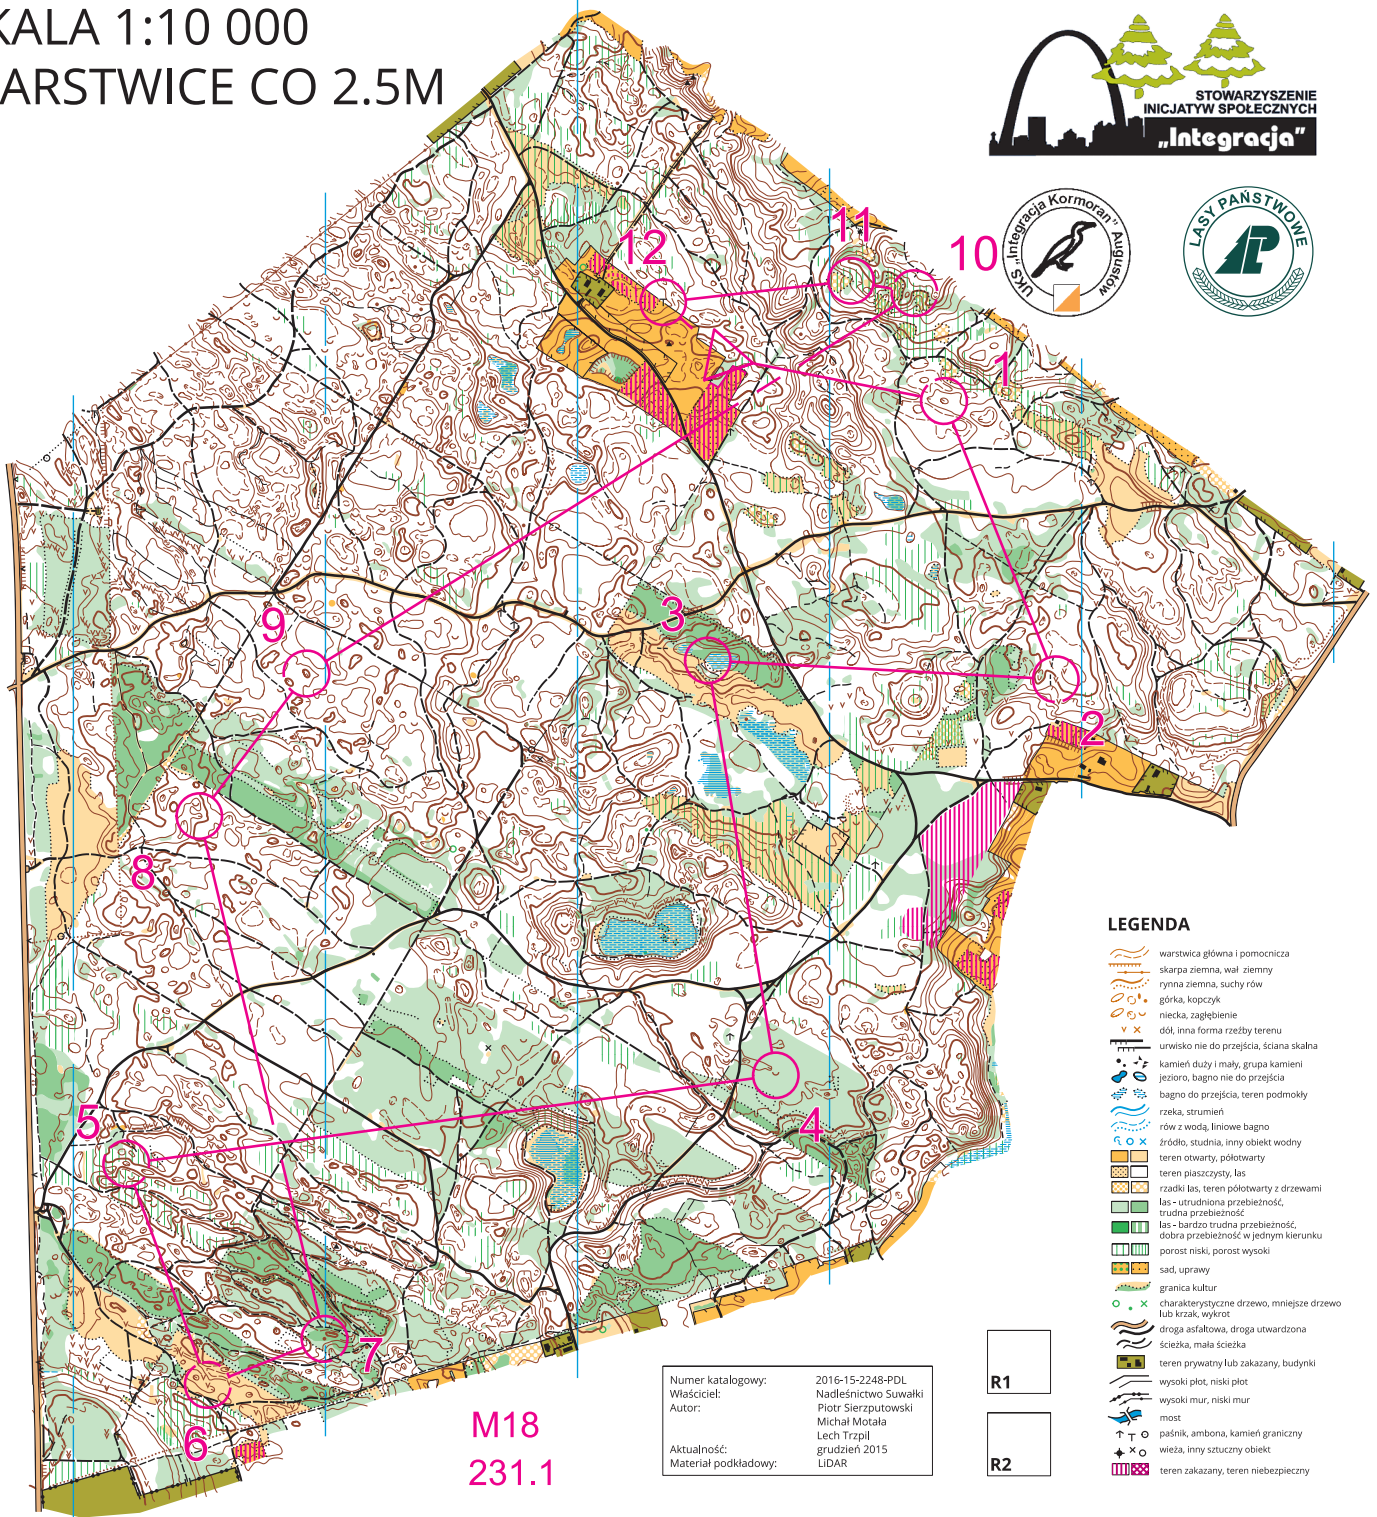 KALA 1:10 000
ARSTWICE CO 2.5M
STOWARZYSZENIE
INICJATYW SPOŁECZNYCH
„Integracja”
UKS „Integracja Kormoran” Augustów
LASY PAŃSTWOWE
LP
12
11
10
1
3
9
2
8
5
4
7
6
M18
231.1
LEGENDA
warstwica główna i pomocnicza
skarpa ziemna, wał ziemny
rynna ziemna, suchy rów
górka, kopczyk
niecka, zagłębienie
dół, inna forma rzeźby terenu
urwisko nie do przejścia, ściana skalna
kamień duży i mały, grupa kamieni
jezioro, bagno nie do przejścia
bagno do przejścia, teren podmokły
rzeka, strumień
rów z wodą, liniowe bagno
źródło, studnia, inny obiekt wodny
teren otwarty, półotwarty
teren piaszczysty, las
rzadki las, teren półotwarty z drzewami
las - utrudniona przebieżność,
trudna przebieżność
las - bardzo trudna przebieżność,
dobra przebieżność w jednym kierunku
porost niski, porost wysoki
sad, uprawy
granica kultur
charakterystyczne drzewo, mniejsze drzewo
lub krzak, wykrot
droga asfaltowa, droga utwardzona
ścieżka, mała ścieżka
teren prywatny lub zakazany, budynki
wysoki płot, niski płot
wysoki mur, niski mur
most
paśnik, ambona, kamień graniczny
wieża, inny sztuczny obiekt
teren zakazany, teren niebezpieczny
Numer katalogowy: 2016-15-2248-PDL
Właściciel: Nadleśnictwo Suwałki
Autor: Piotr Sierzputowski
Michał Motała
Lech Trzpil
Aktualność: grudzień 2015
Materiał podkładowy: LiDAR
R1
R2